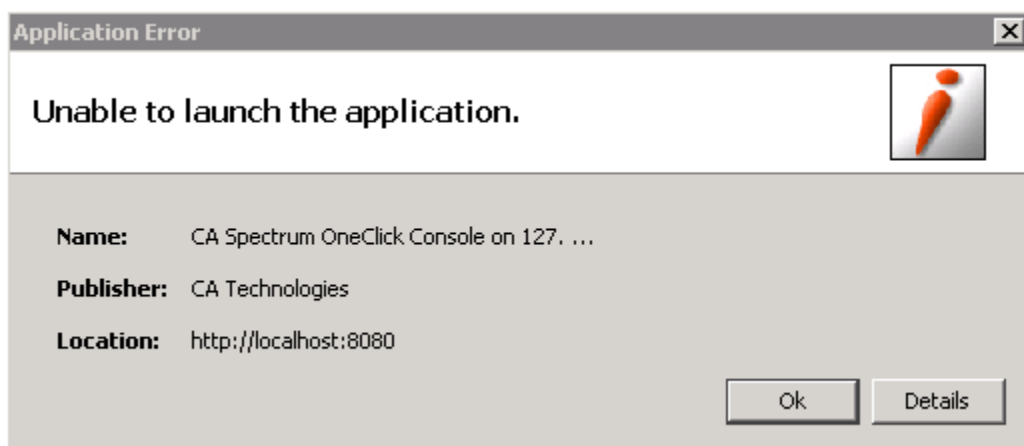 Application Error
Unable to launch the application.
Name: CA Spectrum OneClick Console on 127. ...
Publisher: CA Technologies
Location: http://localhost:8080
Ok Details